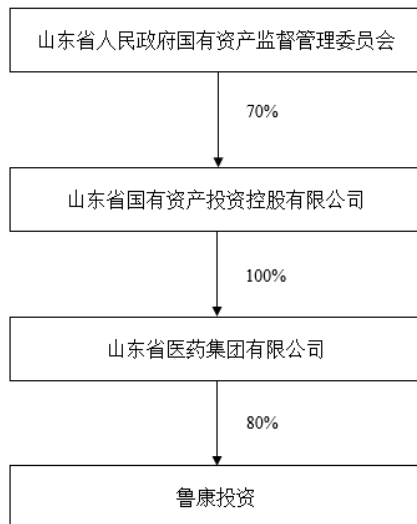 山东省人民政府国有资产监督管理委员会
70%
山东省国有资产投资控股有限公司
100%
山东省医药集团有限公司
80%
鲁康投资